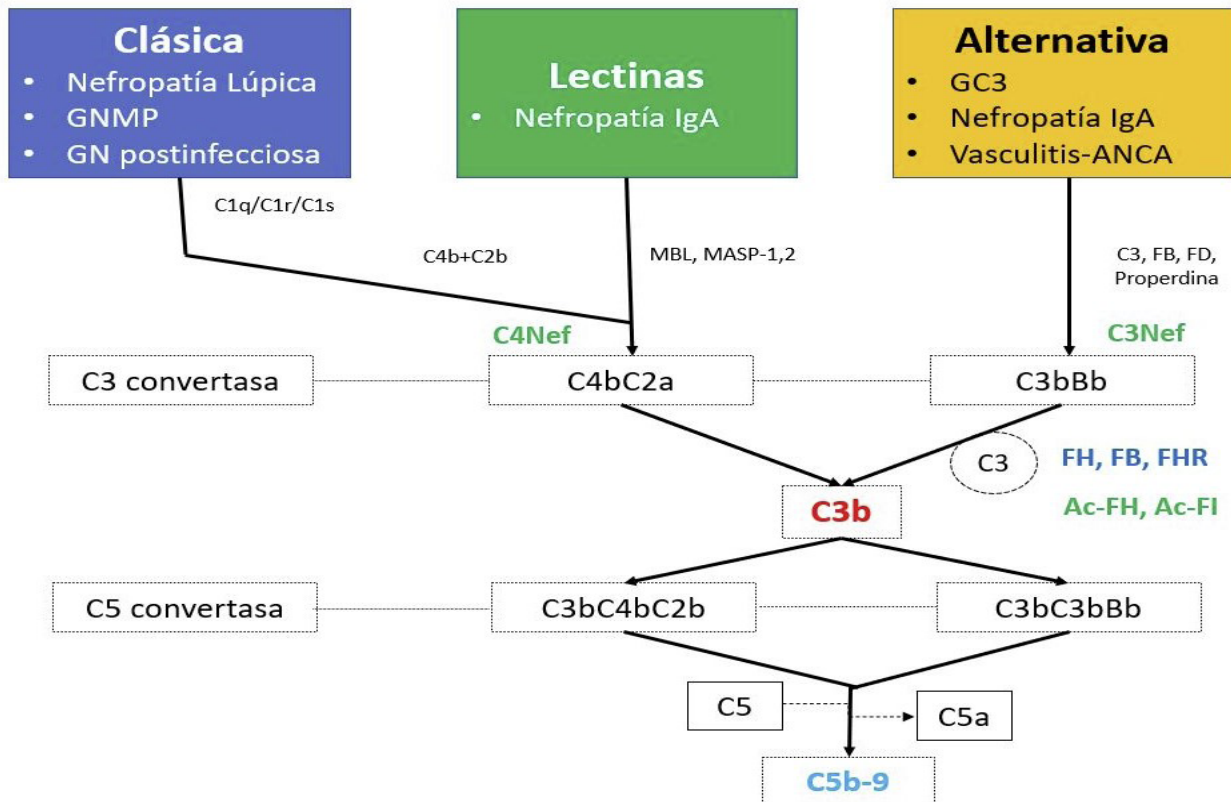 Clásica
• Nefropatía Lúpica
• GNMP
• GN postinfecciosa
Lectinas
• Nefropatía IgA
Alternativa
• GC3
• Nefropatía IgA
• Vasculitis-ANCA
C1q/C1r/C1s
C4b+C2b
MBL, MASP-1,2
C3, FB, FD,
Properdina
C4Nef
C3Nef
C3 convertasa
C4bC2a
C3bBb
C3
FH, FB, FHR
C3b
Ac-FH, Ac-FI
C5 convertasa
C3bC4bC2b
C3bC3bBb
C5
C5a
C5b-9